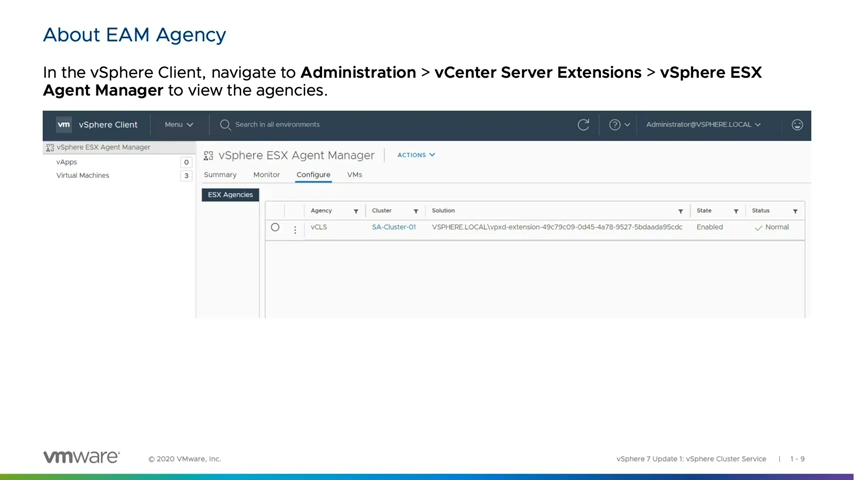 About EAM Agency
In the vSphere Client, navigate to Administration > vCenter Server Extensions > vSphere ESX
Agent Manager to view the agencies.
vm vSphere Client Menu Search in all environments Administrator@VSPHERE.LOCAL
vSphere ESX Agent Manager
vApps 0
Virtual Machines 3
vSphere ESX Agent Manager ACTIONS
Summary Monitor Configure VMs
ESX Agencies
Agency Cluster Solution State Status
vCLS SA-Cluster-01 VSPHERE.LOCAL\vpxd-extension-49c79c09-0d45-4a78-9527-5bdaada95cdc Enabled Normal
vmware © 2020 VMware, Inc. vSphere 7 Update 1: vSphere Cluster Service | 1 - 9